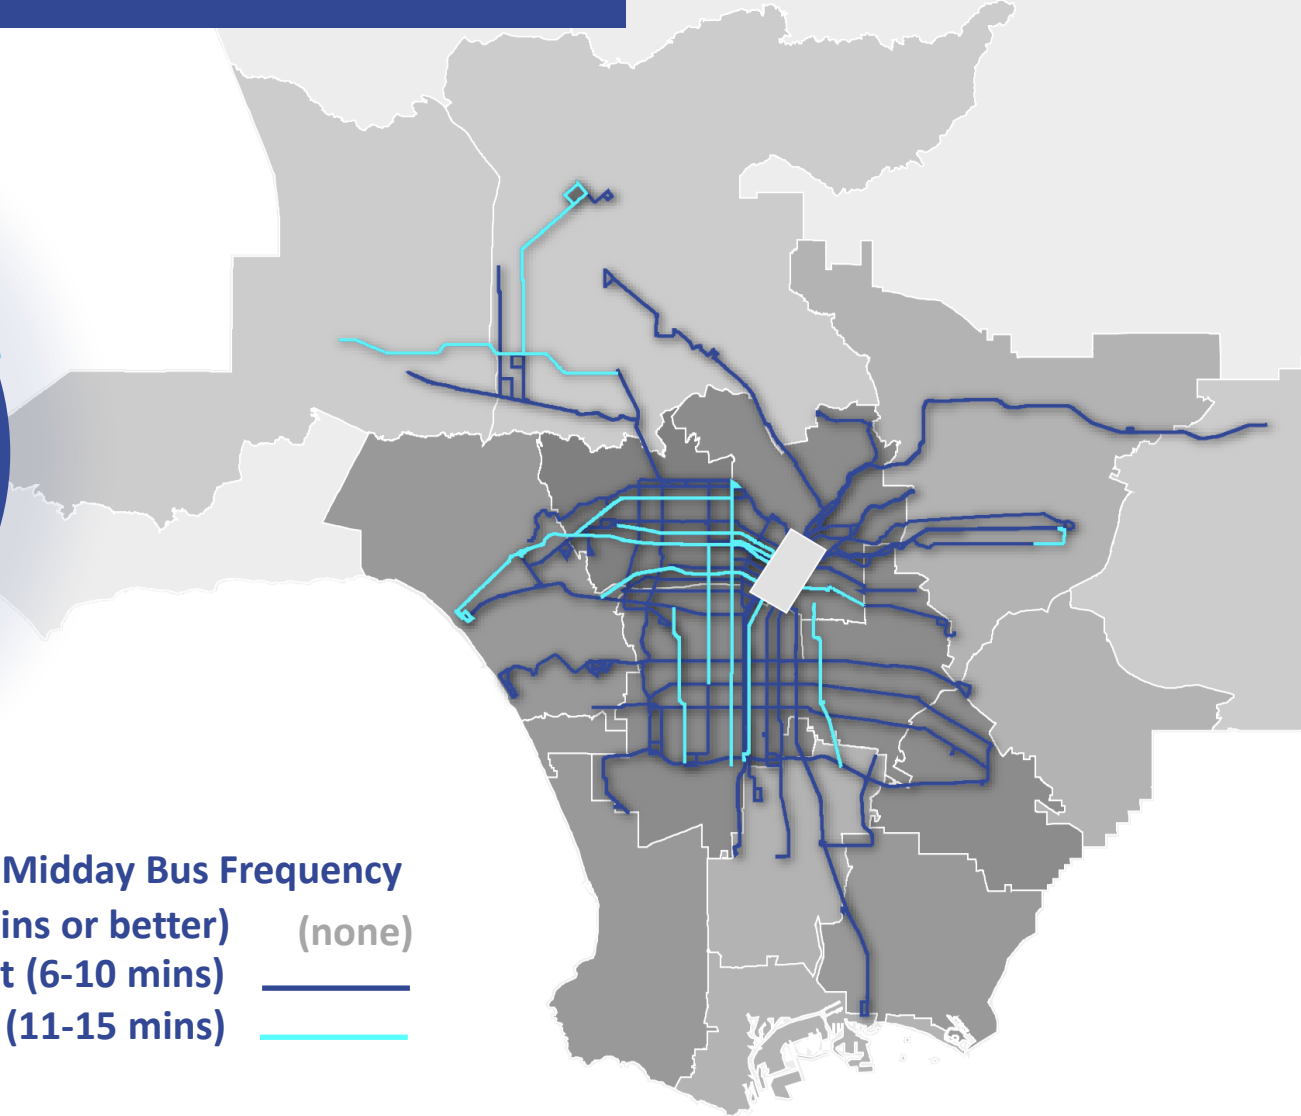 Midday Bus Frequency
ins or better) (none)
t (6-10 mins)
(11-15 mins)